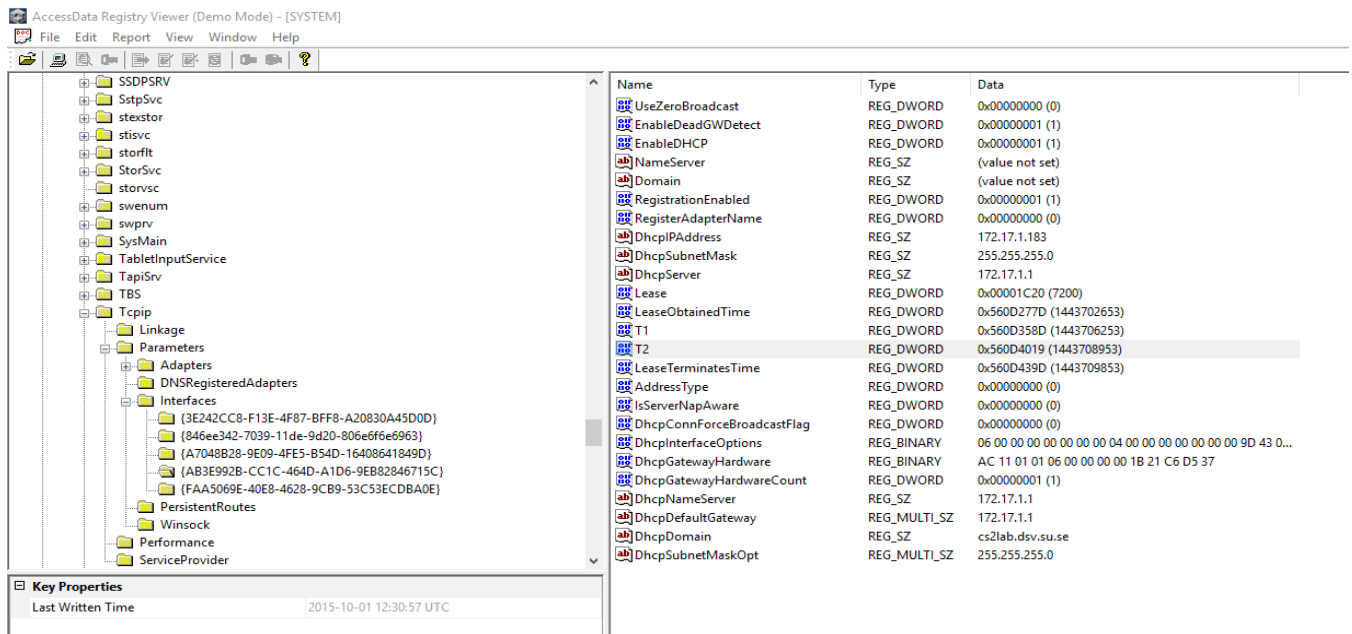 AccessData Registry Viewer (Demo Mode) - [SYSTEM]
File Edit Report View Window Help
SSDPSRV
SstpSvc
stexstor
stisvc
storflt
StorSvc
storvsc
swenum
swprv
SysMain
TabletInputService
TapiSrv
TBS
Tcpip
Linkage
Parameters
Adapters
DNSRegisteredAdapters
Interfaces
{3E242CC8-F13E-4F87-BFF8-A20830A45D0D}
{846ee342-7039-11de-9d20-806e6f6e6963}
{A7048B28-9E09-4FE5-B54D-16408641849D}
{AB3E992B-CC1C-464D-A1D6-9EB82846715C}
{FAA5069E-40E8-4628-9CB9-53C53ECDBA0E}
PersistentRoutes
Winsock
Performance
ServiceProvider
Key Properties
Last Written Time 2015-10-01 12:30:57 UTC
Name Type Data
UseZeroBroadcast REG_DWORD 0x00000000 (0)
EnableDeadGWDetect REG_DWORD 0x00000001 (1)
EnableDHCP REG_DWORD 0x00000001 (1)
NameServer REG_SZ (value not set)
Domain REG_SZ (value not set)
RegistrationEnabled REG_DWORD 0x00000001 (1)
RegisterAdapterName REG_DWORD 0x00000000 (0)
DhcpIPAddress REG_SZ 172.17.1.183
DhcpSubnetMask REG_SZ 255.255.255.0
DhcpServer REG_SZ 172.17.1.1
Lease REG_DWORD 0x00001C20 (7200)
LeaseObtainedTime REG_DWORD 0x560D277D (1443702653)
T1 REG_DWORD 0x560D358D (1443706253)
T2 REG_DWORD 0x560D4019 (1443708953)
LeaseTerminatesTime REG_DWORD 0x560D439D (1443709853)
AddressType REG_DWORD 0x00000000 (0)
IsServerNapAware REG_DWORD 0x00000000 (0)
DhcpConnForceBroadcastFlag REG_DWORD 0x00000000 (0)
DhcpInterfaceOptions REG_BINARY 06 00 00 00 00 00 00 00 04 00 00 00 00 00 00 00 9D 43 0...
DhcpGatewayHardware REG_BINARY AC 11 01 01 06 00 00 00 00 1B 21 C6 D5 37
DhcpGatewayHardwareCount REG_DWORD 0x00000001 (1)
DhcpNameServer REG_SZ 172.17.1.1
DhcpDefaultGateway REG_MULTI_SZ 172.17.1.1
DhcpDomain REG_SZ cs2lab.dsv.su.se
DhcpSubnetMaskOpt REG_MULTI_SZ 255.255.255.0